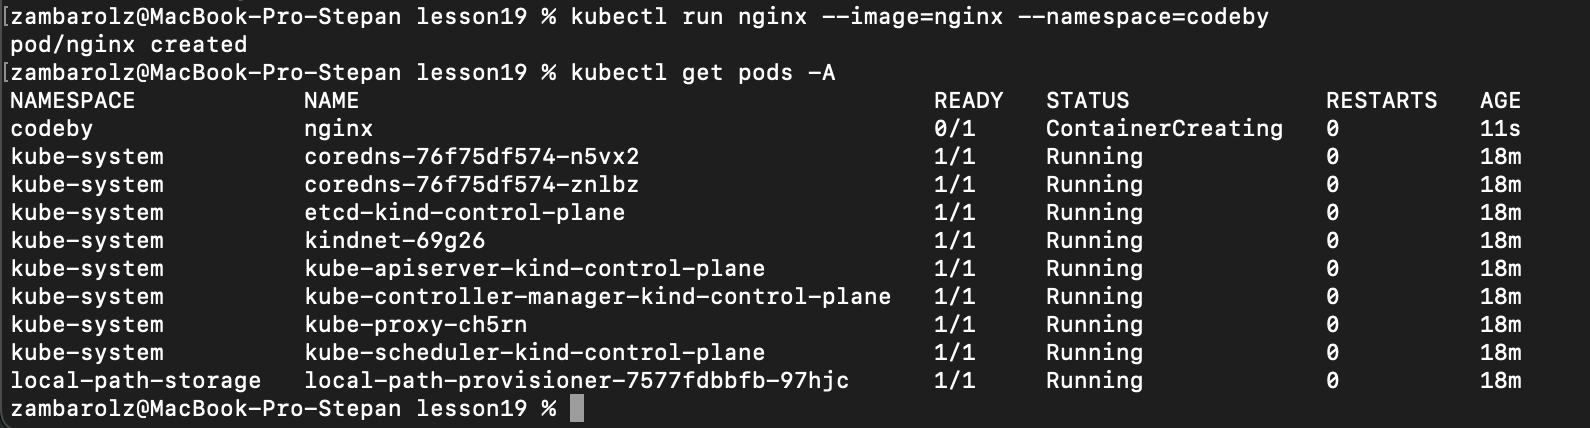 [zambarolz@MacBook-Pro-Stepan lesson19 % kubectl run nginx --image=nginx --namespace=codeby
pod/nginx created
[zambarolz@MacBook-Pro-Stepan lesson19 % kubectl get pods -A
NAMESPACE NAME READY STATUS RESTARTS AGE
codeby nginx 0/1 ContainerCreating 0 11s
kube-system coredns-76f75df574-n5vx2 1/1 Running 0 18m
kube-system coredns-76f75df574-znlbz 1/1 Running 0 18m
kube-system etcd-kind-control-plane 1/1 Running 0 18m
kube-system kindnet-69g26 1/1 Running 0 18m
kube-system kube-apiserver-kind-control-plane 1/1 Running 0 18m
kube-system kube-controller-manager-kind-control-plane 1/1 Running 0 18m
kube-system kube-proxy-ch5rn 1/1 Running 0 18m
kube-system kube-scheduler-kind-control-plane 1/1 Running 0 18m
local-path-storage local-path-provisioner-7577fdbbfb-97hjc 1/1 Running 0 18m
zambarolz@MacBook-Pro-Stepan lesson19 %